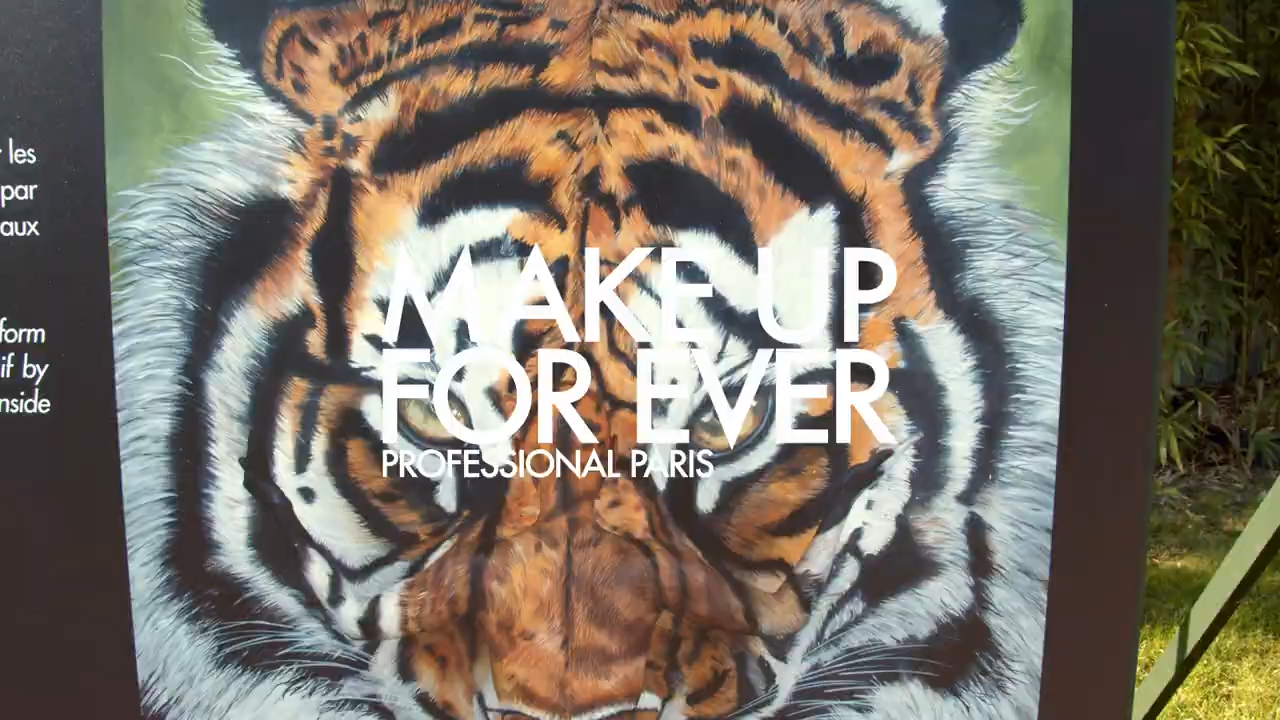 les
par
aux
form
if by
nside
MAKE UP
FOR EVER
PROFESSIONAL PARIS